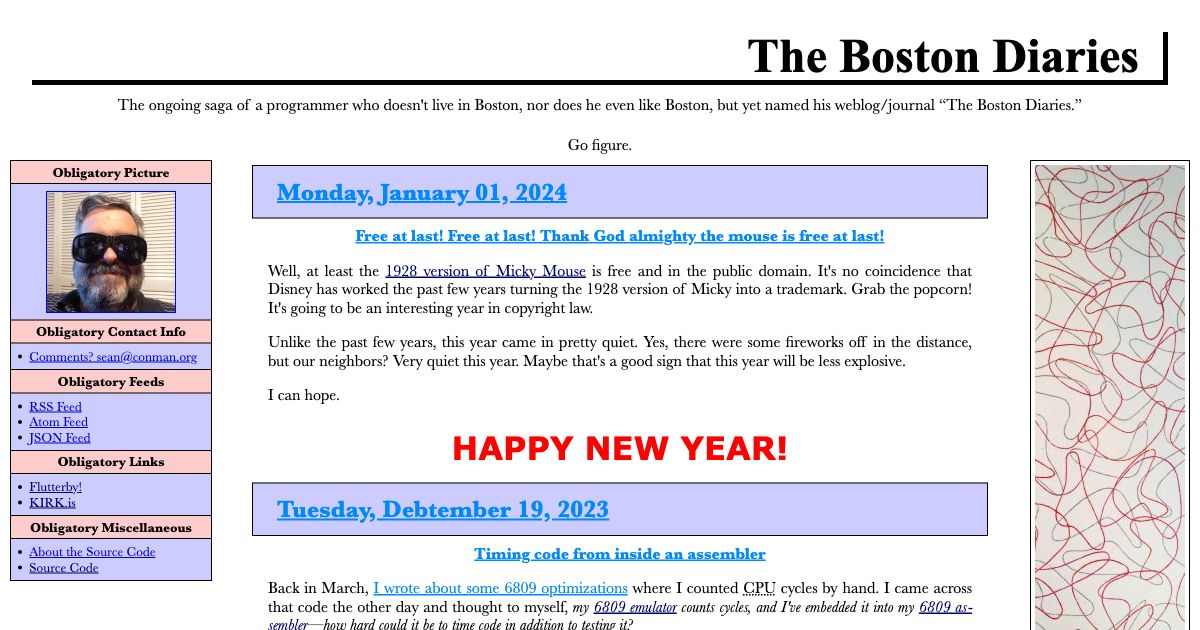 The Boston Diaries
The ongoing saga of a programmer who doesn't live in Boston, nor does he even like Boston, but yet named his weblog/journal “The Boston Diaries.”
Go figure.
Obligatory Picture
Obligatory Contact Info
• Comments? sean@conman.org
Obligatory Feeds
• RSS Feed
• Atom Feed
• JSON Feed
Obligatory Links
• Flutterby!
• KIRK.is
Obligatory Miscellaneous
• About the Source Code
• Source Code
Monday, January 01, 2024
Free at last! Free at last! Thank God almighty the mouse is free at last!
Well, at least the 1928 version of Micky Mouse is free and in the public domain. It's no coincidence that
Disney has worked the past few years turning the 1928 version of Micky into a trademark. Grab the popcorn!
It's going to be an interesting year in copyright law.
Unlike the past few years, this year came in pretty quiet. Yes, there were some fireworks off in the distance,
but our neighbors? Very quiet this year. Maybe that's a good sign that this year will be less explosive.
I can hope.
HAPPY NEW YEAR!
Tuesday, Debtember 19, 2023
Timing code from inside an assembler
Back in March, I wrote about some 6809 optimizations where I counted CPU cycles by hand. I came across
that code the other day and thought to myself, my 6809 emulator counts cycles, and I've embedded it into my 6809 as-
sembler—how hard could it be to time code in addition to testing it?